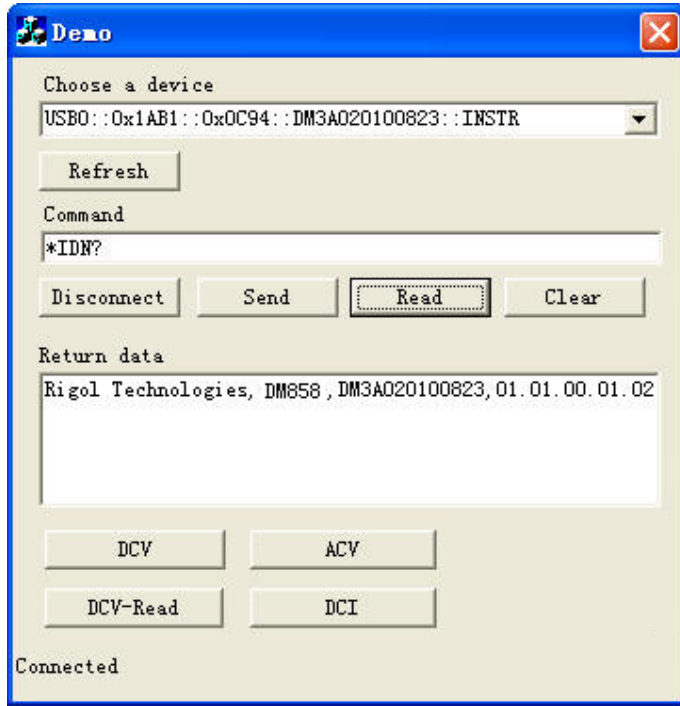 Demo
Choose a device
USB0::0x1AB1::0x0C94::DM3A020100823::INSTR
Refresh
Command
*IDN?
Disconnect Send Read Clear
Return data
Rigol Technologies, DM858 ,DM3A020100823,01.01.00.01.02
DCV ACV
DCV-Read DCI
Connected